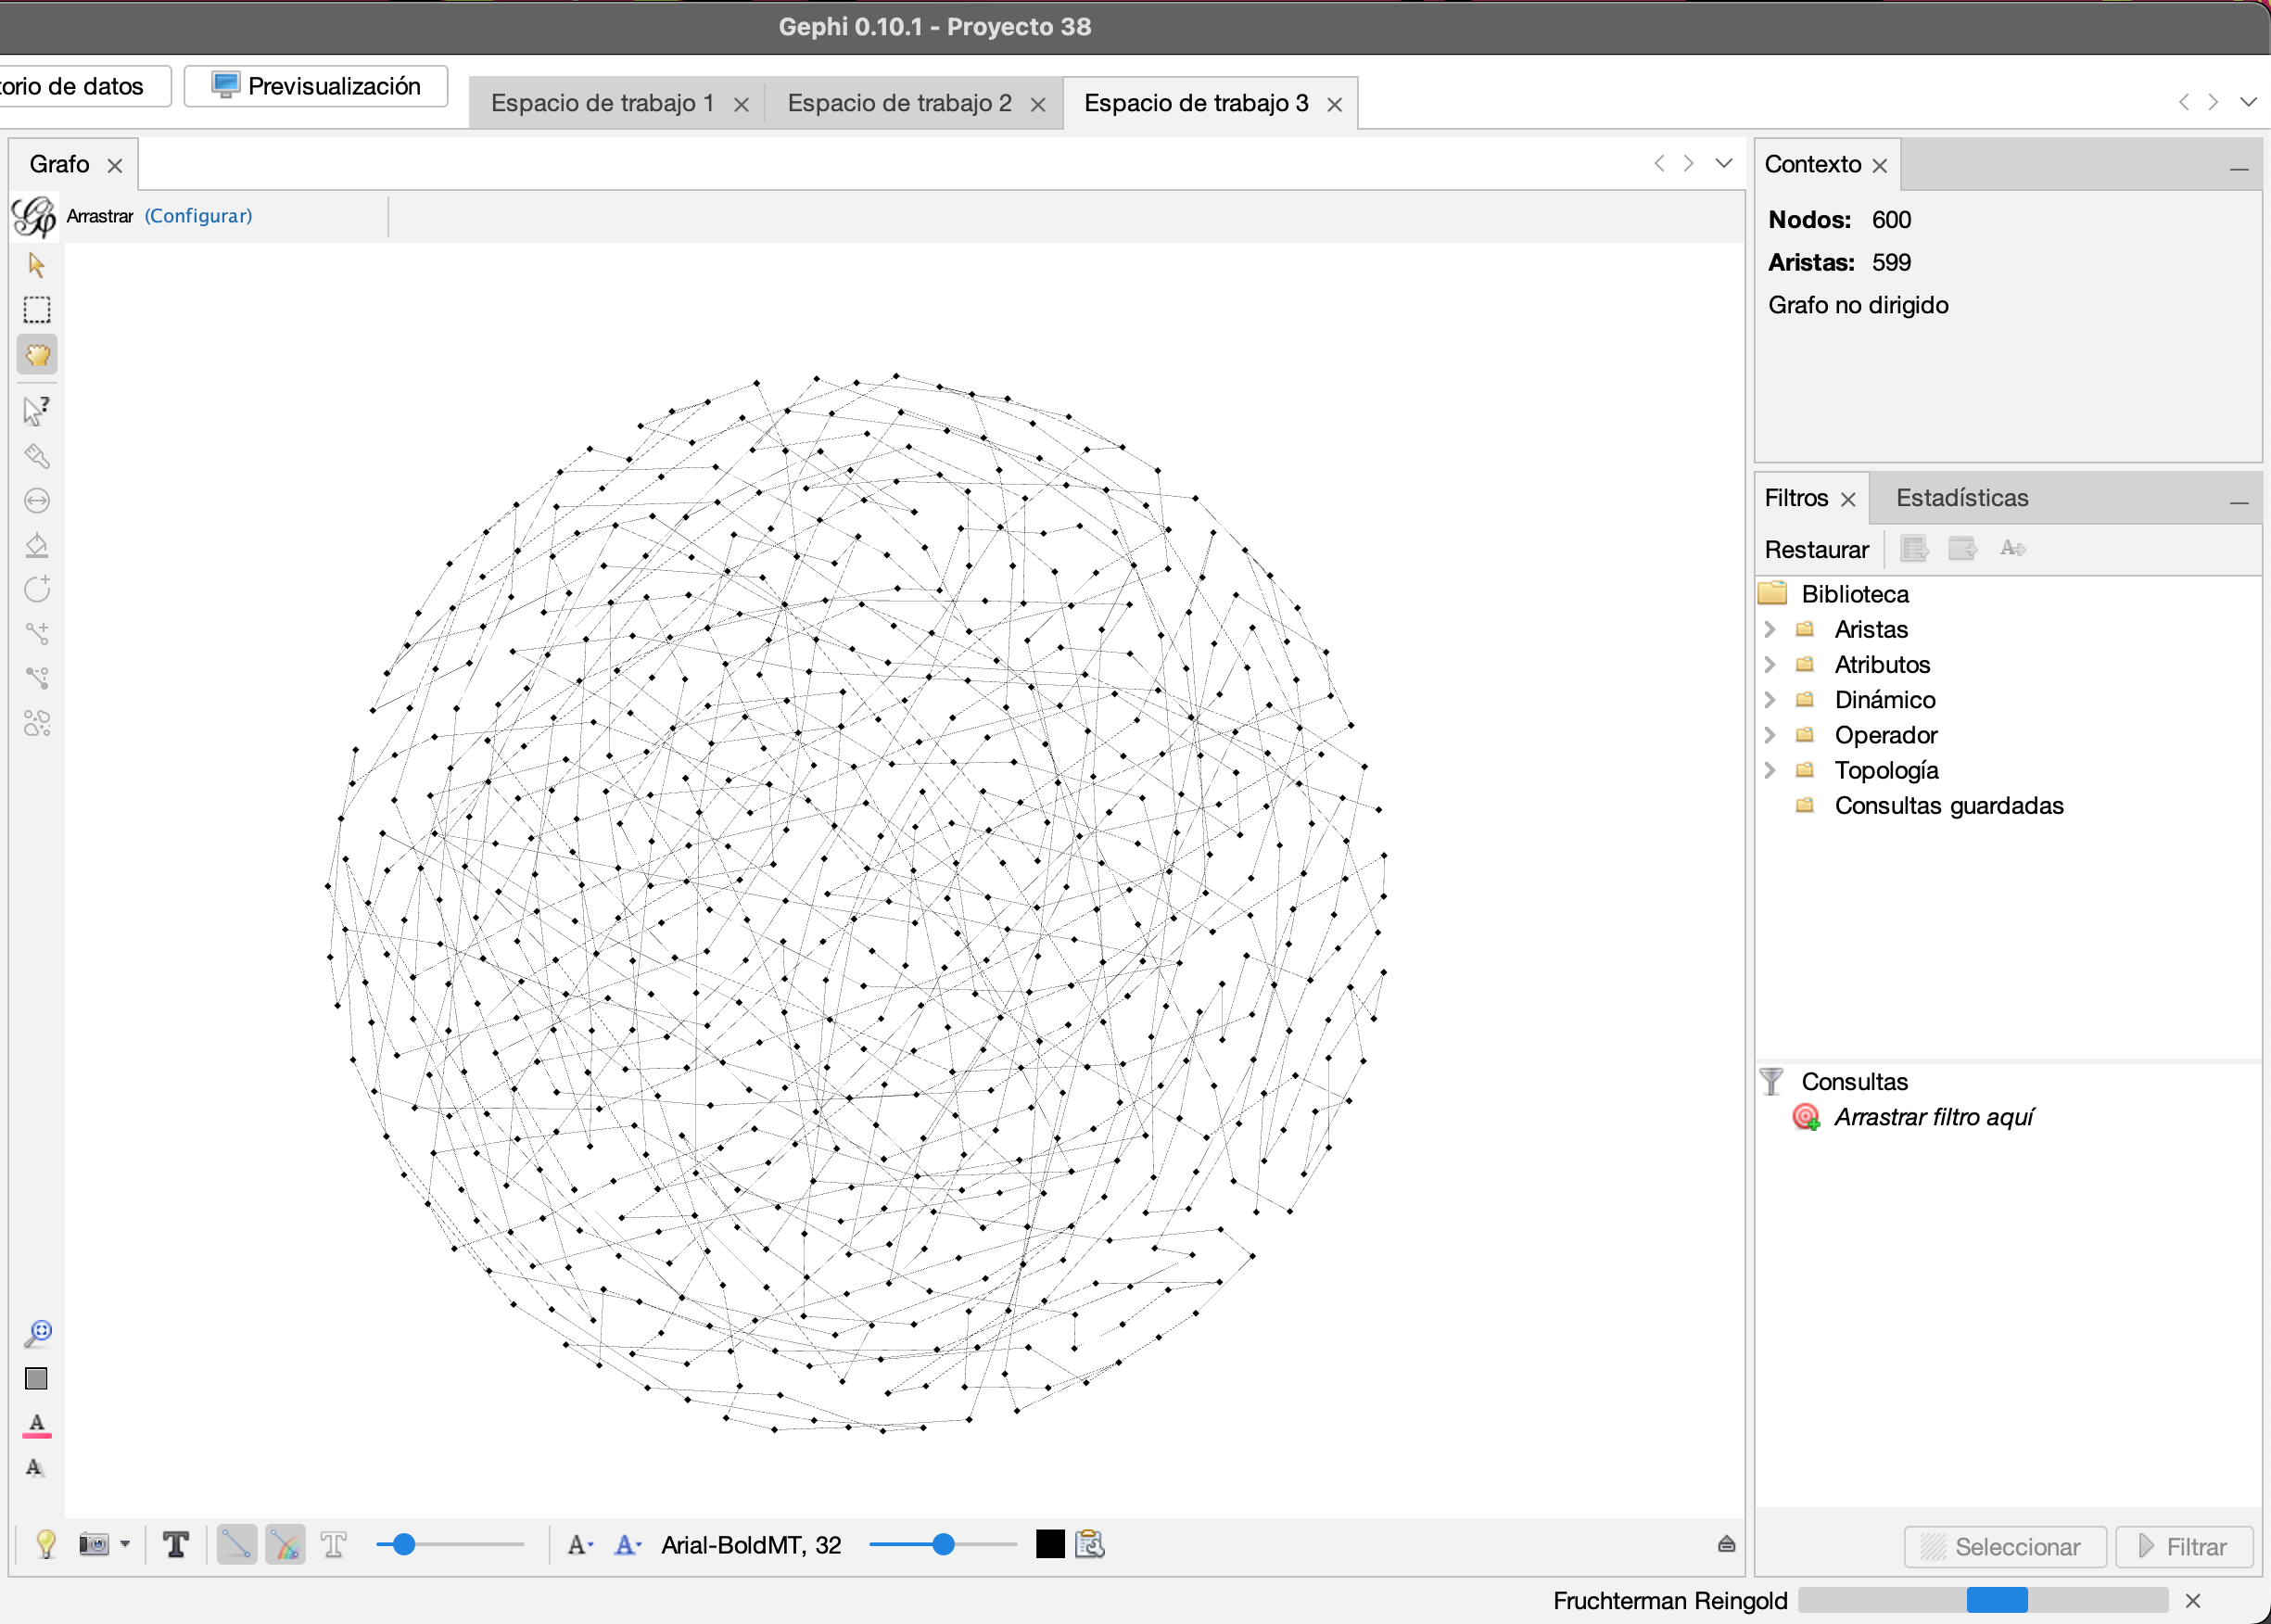 Gephi 0.10.1 - Proyecto 38
torio de datos
Previsualización
Espacio de trabajo 1
Espacio de trabajo 2
Espacio de trabajo 3
Grafo
Arrastrar (Configurar)
Contexto
Nodos: 600
Aristas: 599
Grafo no dirigido
Filtros
Estadísticas
Restaurar
Biblioteca
Aristas
Atributos
Dinámico
Operador
Topología
Consultas guardadas
Consultas
Arrastrar filtro aquí
Arial-BoldMT, 32
Seleccionar
Filtrar
Fruchterman Reingold